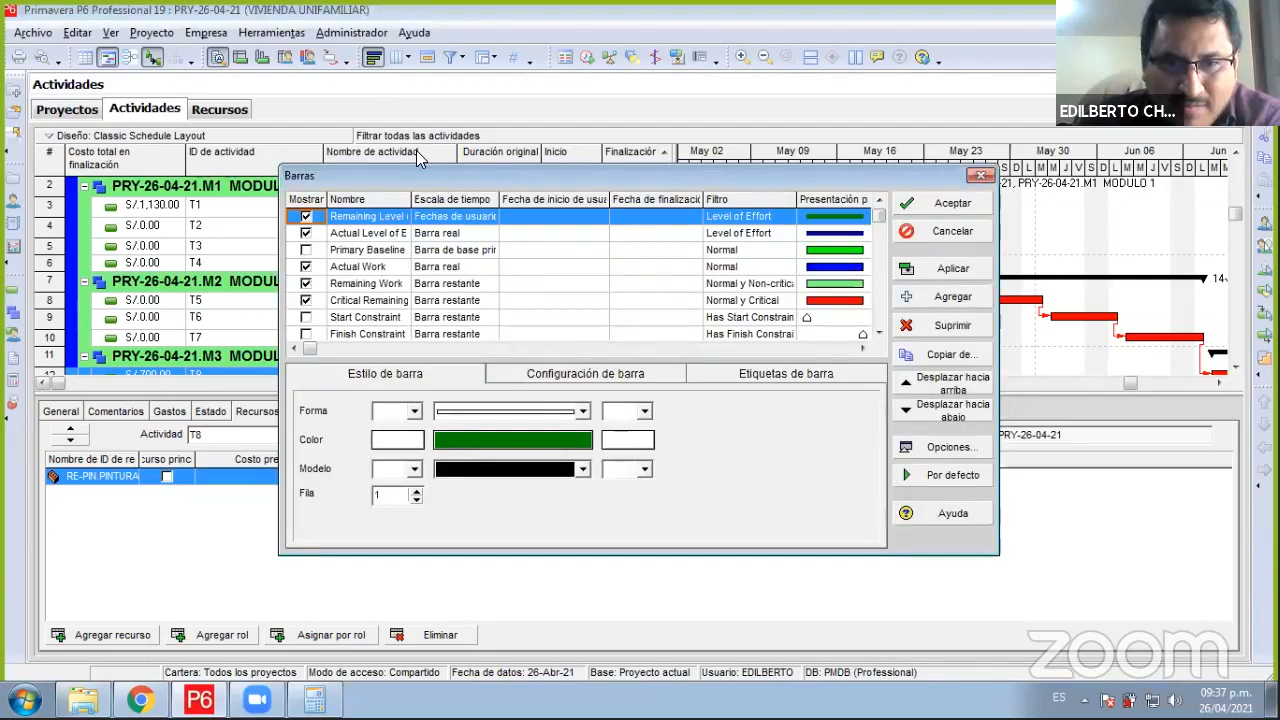 Primavera P6 Professional 19 : PRY-26-04-21 (VIVIENDA UNIFAMILIAR)
Archivo Editar Ver Proyecto Empresa Herramientas Administrador Ayuda
EDILBERTO CH...
Actividades
Proyectos Actividades Recursos
Diseño: Classic Schedule Layout Filtrar todas las actividades
# Costo total en finalización ID de actividad Nombre de actividad Duración original Inicio Finalización May 02 May 09 May 16 May 23 May 30 Jun 06 Jun
2 PRY-26-04-21.M1 MODUL
21, PRY-26-04-21.M1 MODULO 1
3 S/.1,130.00 T1
4 S/.0.00 T2
5 S/.0.00 T3
6 S/.0.00 T4
7 PRY-26-04-21.M2 MODUL
8 S/.0.00 T5
9 S/.0.00 T6
10 S/.0.00 T7
11 PRY-26-04-21.M3 MODUL
12 S/.700.00 T8
Barras
Mostrar Nombre Escala de tiempo Fecha de inicio de usua Fecha de finalizació Filtro Presentación p
Remaining Level Fechas de usuario Level of Effort
Actual Level of E Barra real Level of Effort
Primary Baseline Barra de base prir Normal
Actual Work Barra real Normal
Remaining Work Barra restante Normal y Non-critica
Critical Remaining Barra restante Normal y Critical
Start Constraint Barra restante Has Start Constrain
Finish Constraint Barra restante Has Finish Constrai
Aceptar
Cancelar
Aplicar
Agregar
Suprimir
Copiar de...
Desplazar hacia arriba
Desplazar hacia abajo
Opciones...
Por defecto
Ayuda
Estilo de barra Configuración de barra Etiquetas de barra
Forma
Color
Modelo
Fila 1
General Comentarios Gastos Estado Recursos
Actividad T8
PRY-26-04-21
Nombre de ID de re curso princ Costo pre
RE-PIN.PINTURA
Agregar recurso Agregar rol Asignar por rol Eliminar
zoom
Cartera: Todos los proyectos Modo de acceso: Compartido Fecha de datos: 26-Abr-21 Base: Proyecto actual Usuario: EDILBERTO DB: PMDB (Professional)
ES 09:37 p.m.
26/04/2021